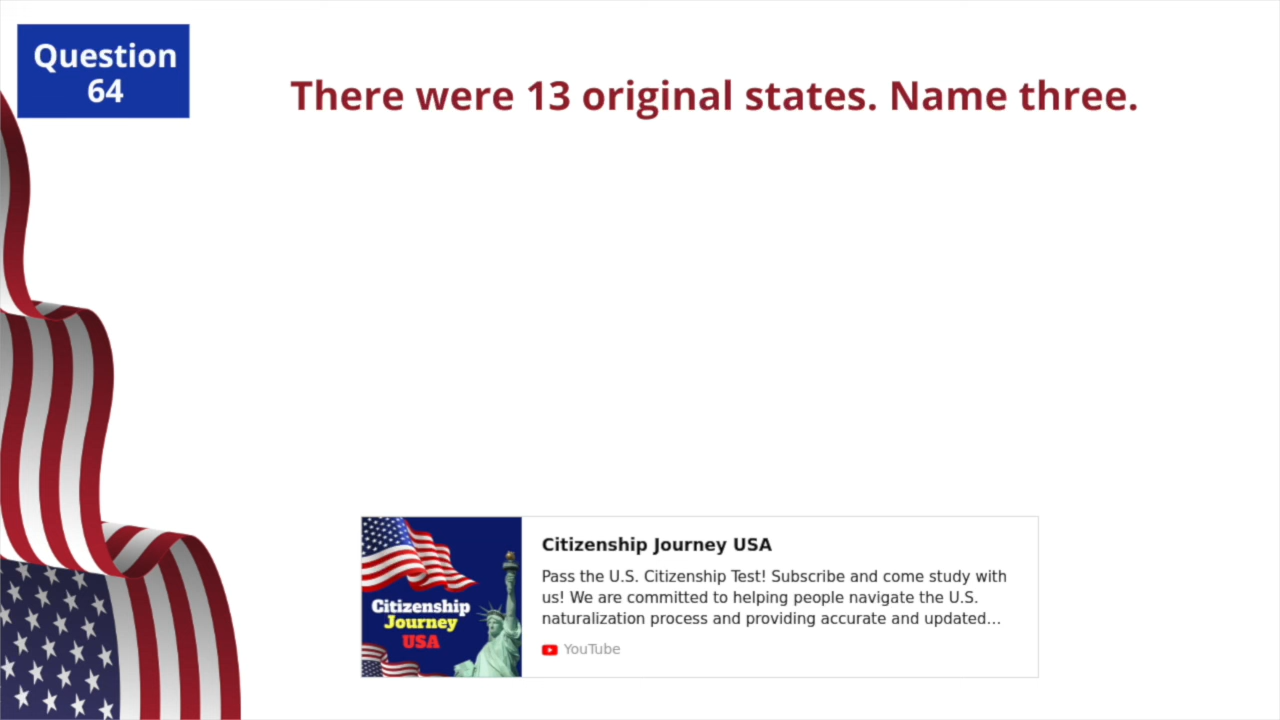 Question
64
There were 13 original states. Name three.
Citizenship
Journey
USA
Citizenship Journey USA
Pass the U.S. Citizenship Test! Subscribe and come study with
us! We are committed to helping people navigate the U.S.
naturalization process and providing accurate and updated...
YouTube